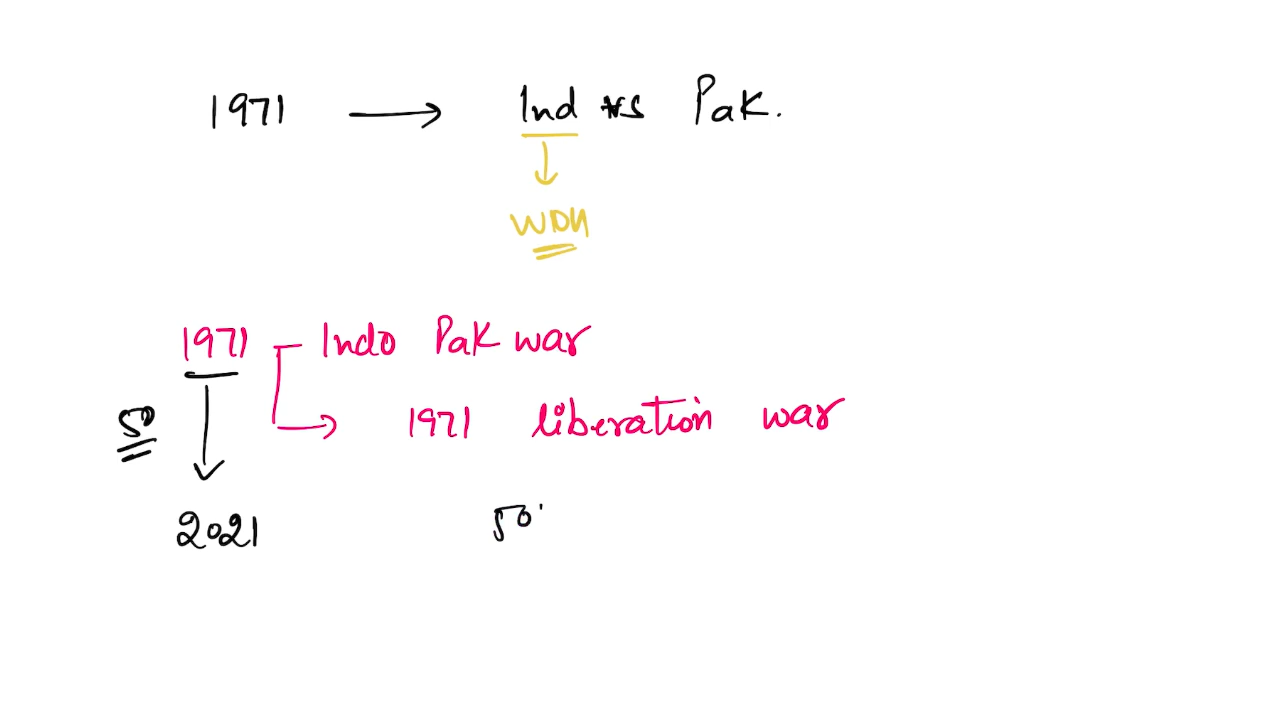 1971 → Ind vs Pak.
↓
WON
1971 Indo Pak war
50 → 1971 liberation war
2021 50'